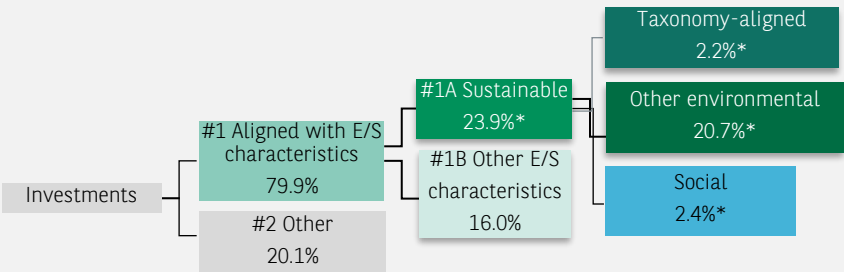 Investments
#1 Aligned with E/S
characteristics
79.9%
#2 Other
20.1%
#1A Sustainable
23.9%*
#1B Other E/S
characteristics
16.0%
Taxonomy-aligned
2.2%*
Other environmental
20.7%*
Social
2.4%*